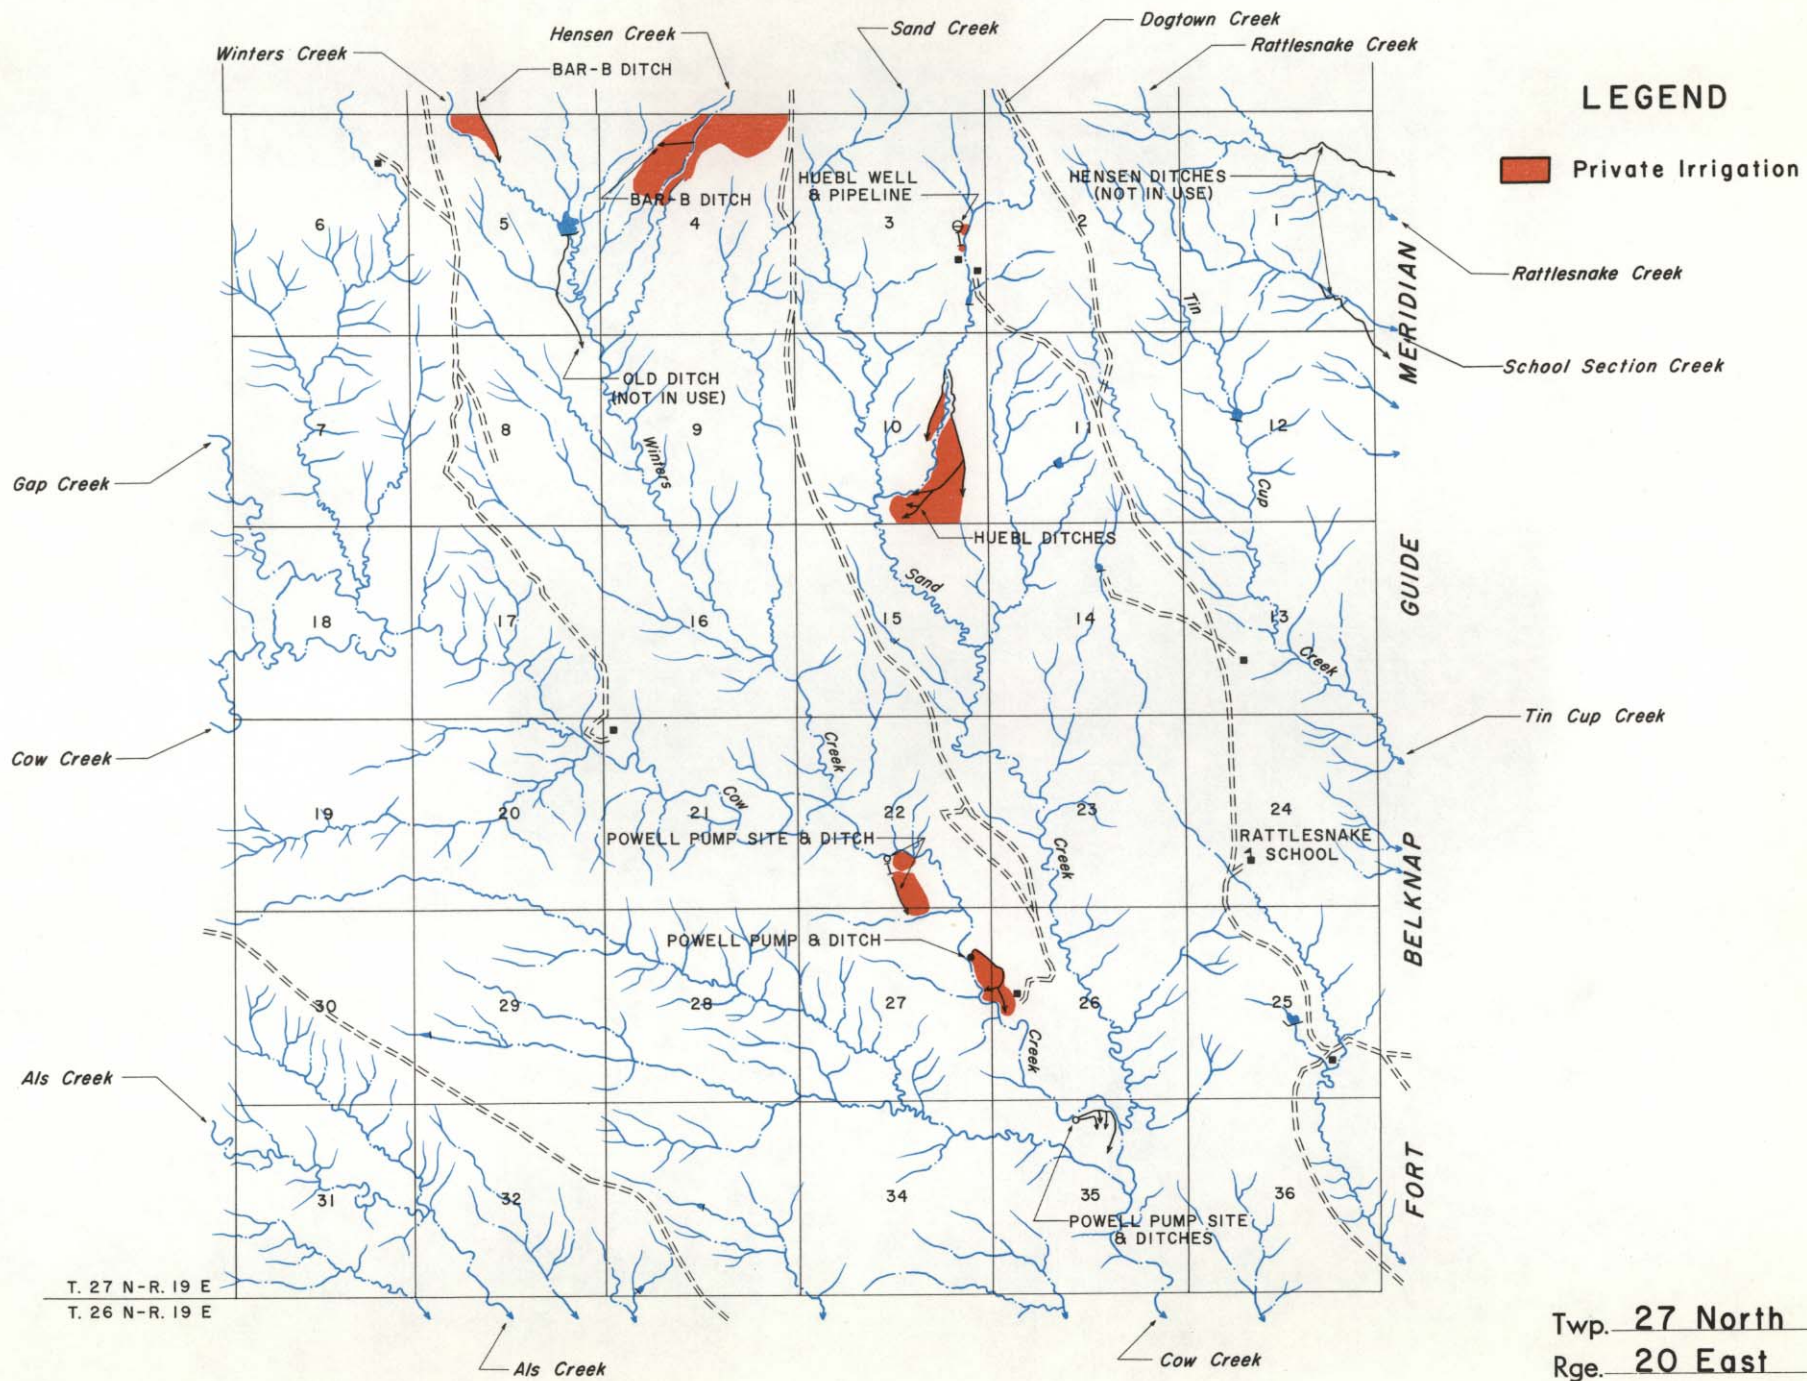 Winters Creek
Hensen Creek
BAR-B DITCH
Sand Creek
Dogtown Creek
Rattlesnake Creek
LEGEND
Private Irrigation
HUEBL WELL
& PIPELINE
HENSEN DITCHES
(NOT IN USE)
BAR-B DITCH
6
5
4
3
2
1
Rattlesnake Creek
Tin
MERIDIAN
School Section Creek
OLD DITCH
(NOT IN USE)
7
8
9
10
11
12
Winters
Cup
Gap Creek
HUEBL DITCHES
Sand
GUIDE
18
17
16
15
14
13
Creek
Tin Cup Creek
Creek
Cow Creek
Cow
19
20
21
22
23
24
POWELL PUMP SITE & DITCH
RATTLESNAKE
SCHOOL
Creek
BELKNAP
POWELL PUMP & DITCH
30
29
28
27
26
25
Creek
Als Creek
31
32
34
35
36
FORT
POWELL PUMP SITE
& DITCHES
T. 27 N-R. 19 E
T. 26 N-R. 19 E
Als Creek
Cow Creek
Twp. 27 North
Rge. 20 East